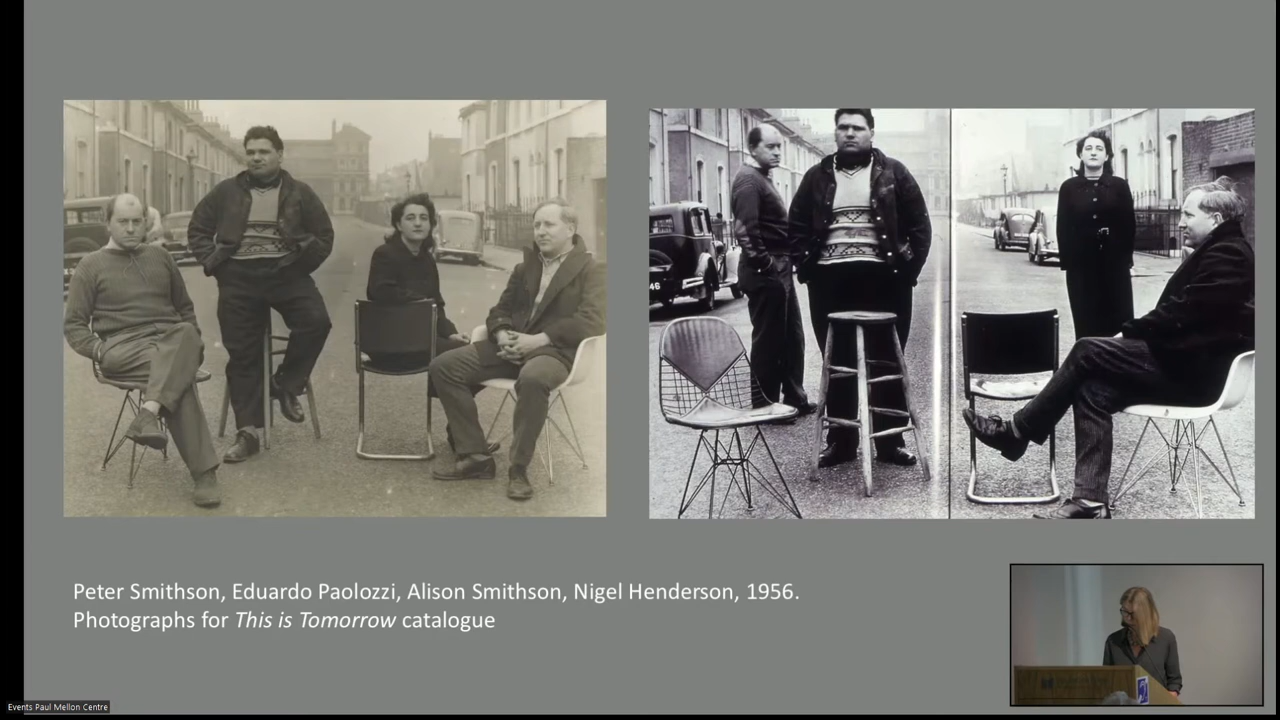 Peter Smithson, Eduardo Paolozzi, Alison Smithson, Nigel Henderson, 1956.
Photographs for This is Tomorrow catalogue
46
Events Paul Mellon Centre